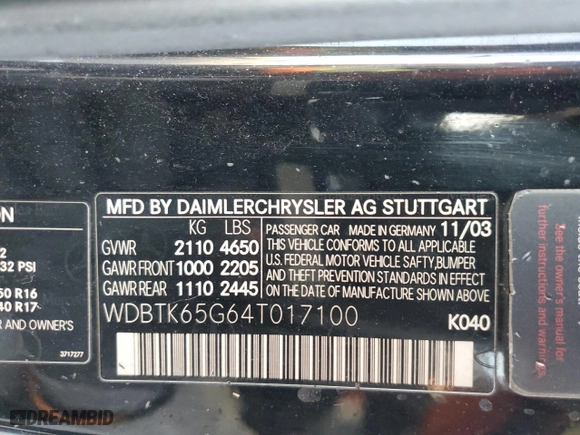 MFD BY DAIMLERCHRYSLER AG STUTTGART
KG LBS
GVWR 2110 4650
GAWR FRONT 1000 2205
GAWR REAR 1110 2445
PASSENGER CAR MADE IN GERMANY 11/03
THIS VEHICLE CONFORMS TO ALL APPLICABLE
U.S. FEDERAL MOTOR VEHICLE SAFETY, BUMPER
AND THEFT PREVENTION STANDARDS IN EFFECT
ON THE DATE OF MANUFACTURE SHOWN ABOVE.
WDBTK65G64T017100
K040
ON
2
32 PSI
50 R16
40 R17
AND OWNER'S
3717277
See owner's
further instructions
and warnings.
DREAMBID